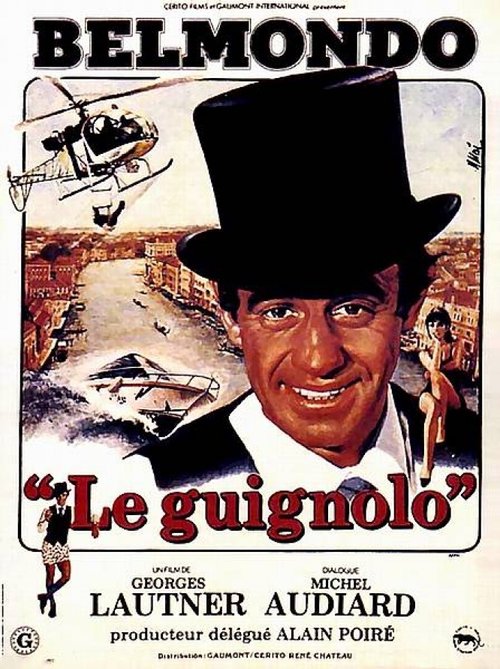 CERITO FILMS et GAUMONT INTERNATIONAL présentent
BELMONDO
"Le guignolo"
UN FILM DE
GEORGES
LAUTNER
DIALOGUE
MICHEL
AUDIARD
producteur délégué ALAIN POIRÉ
G
Distribution: GAUMONT/CERITO RENÉ CHATEAU